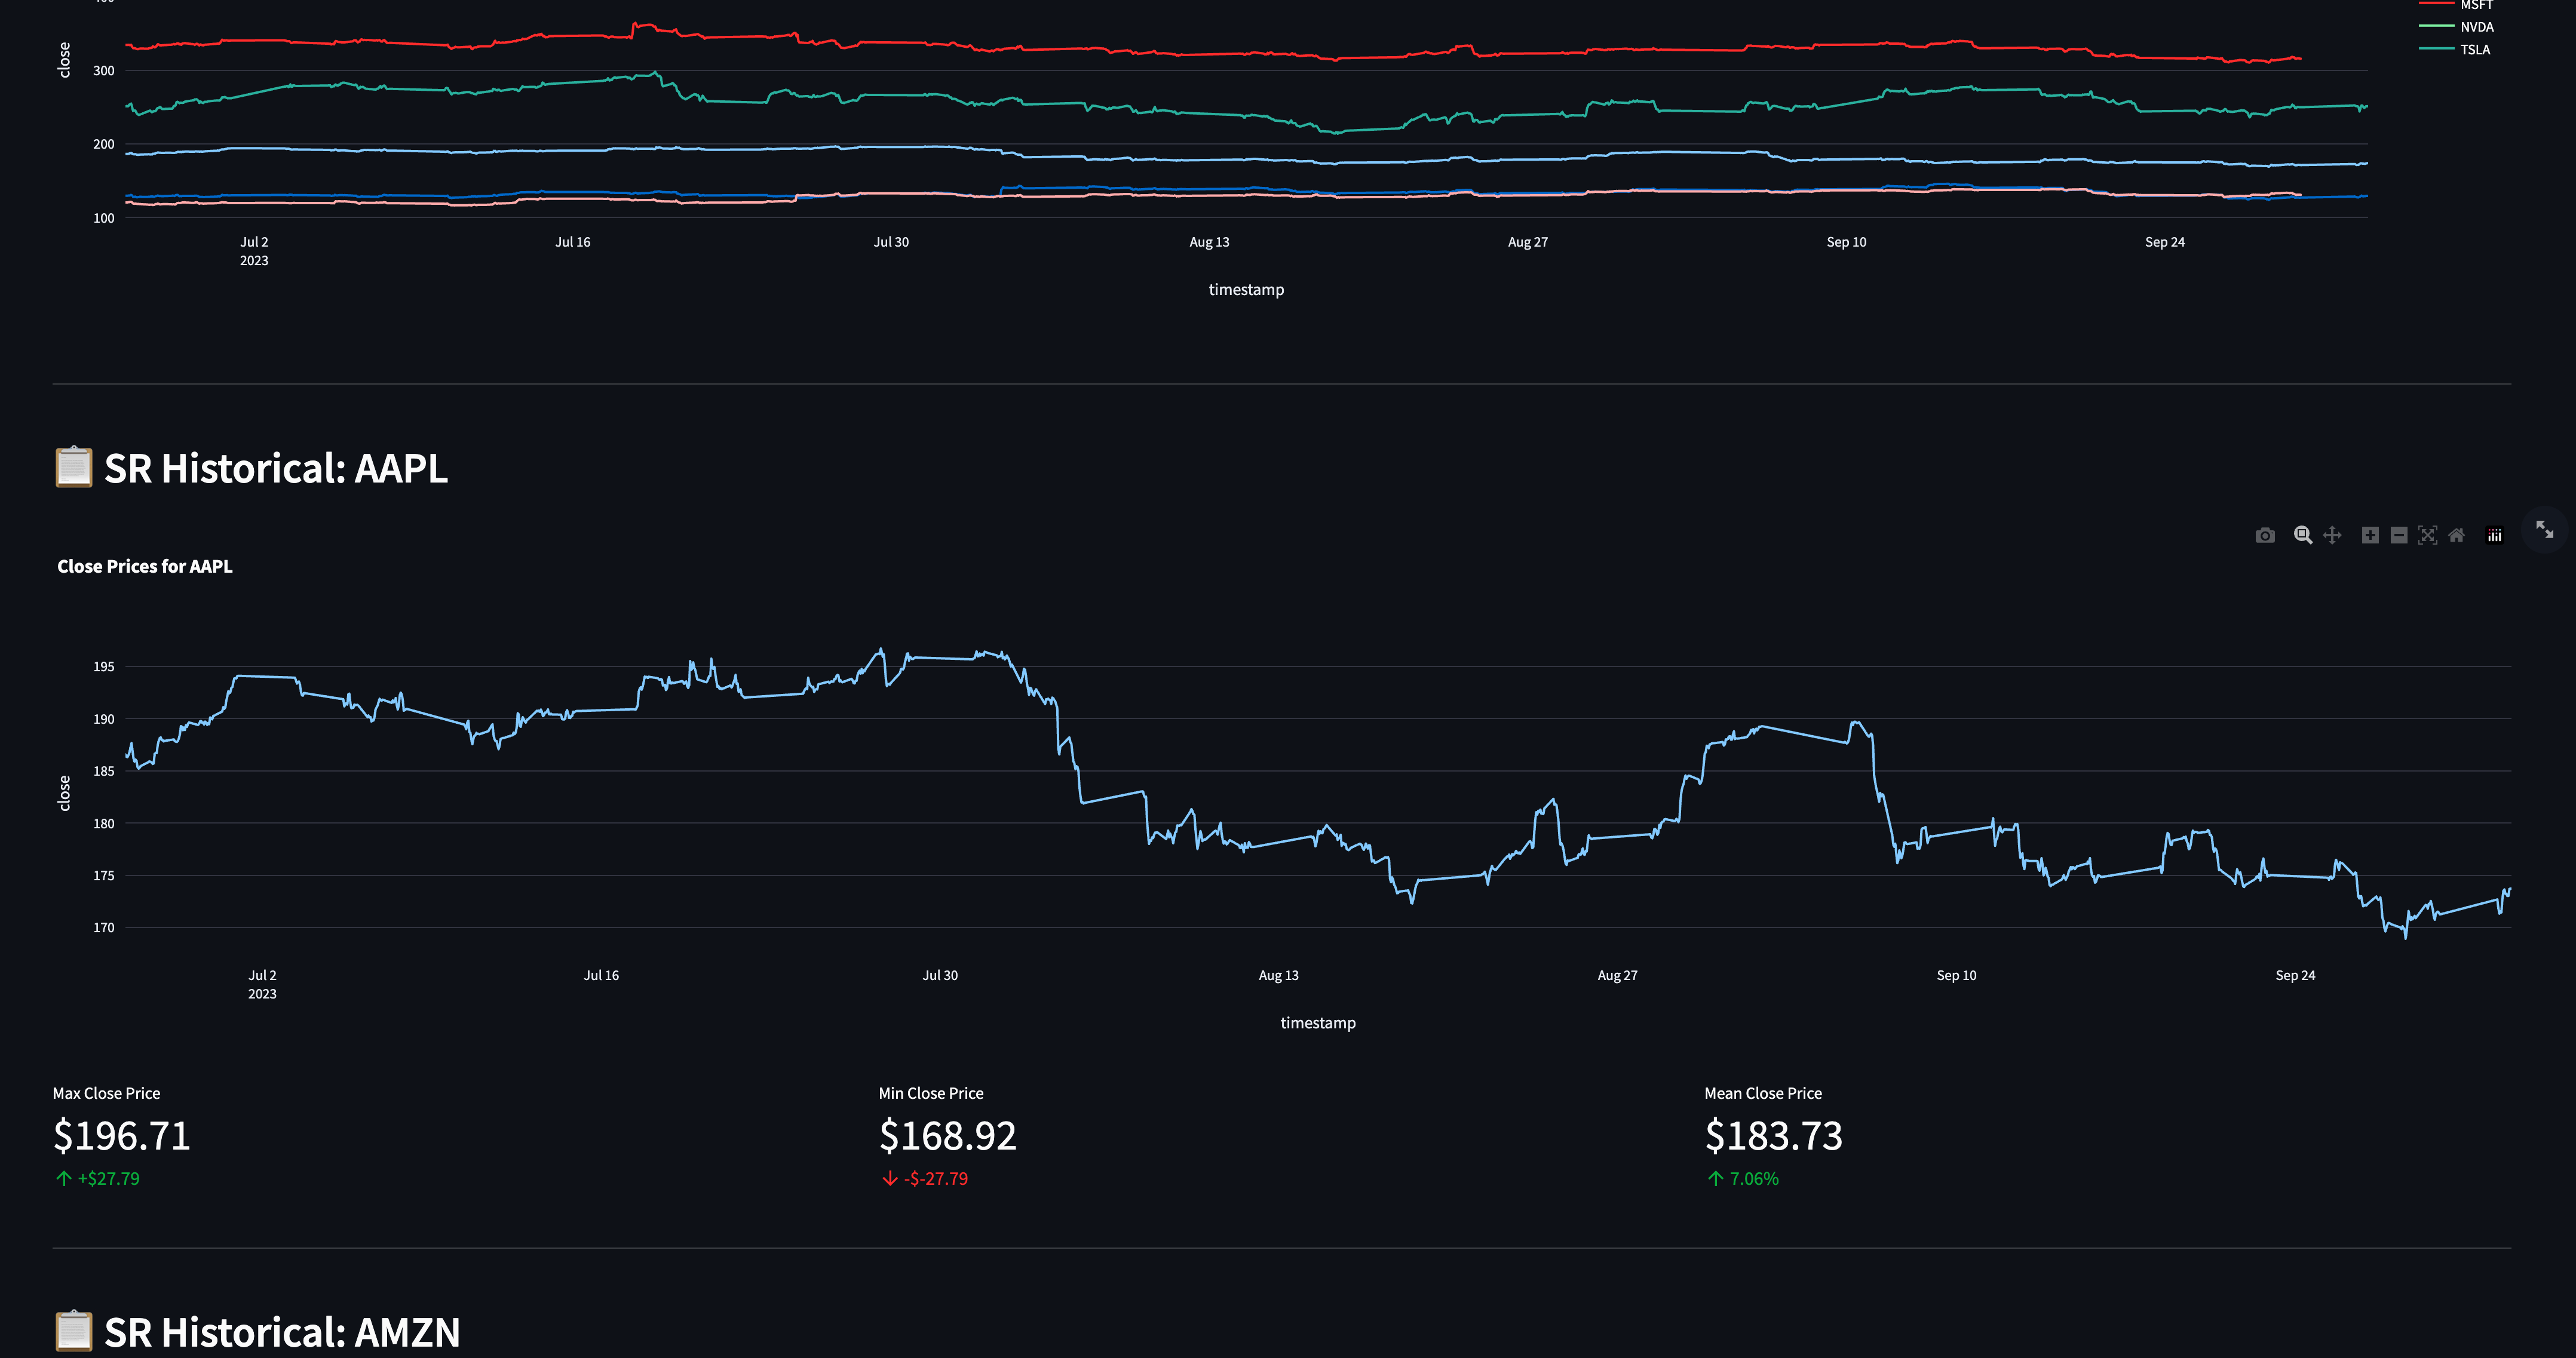 MSFT
NVDA
TSLA
close
300
200
100
Jul 2
2023
Jul 16
Jul 30
Aug 13
Aug 27
Sep 10
Sep 24
timestamp
SR Historical: AAPL
Close Prices for AAPL
close
195
190
185
180
175
170
Jul 2
2023
Jul 16
Jul 30
Aug 13
Aug 27
Sep 10
Sep 24
timestamp
Max Close Price
$196.71
+$27.79
Min Close Price
$168.92
-$-27.79
Mean Close Price
$183.73
7.06%
SR Historical: AMZN